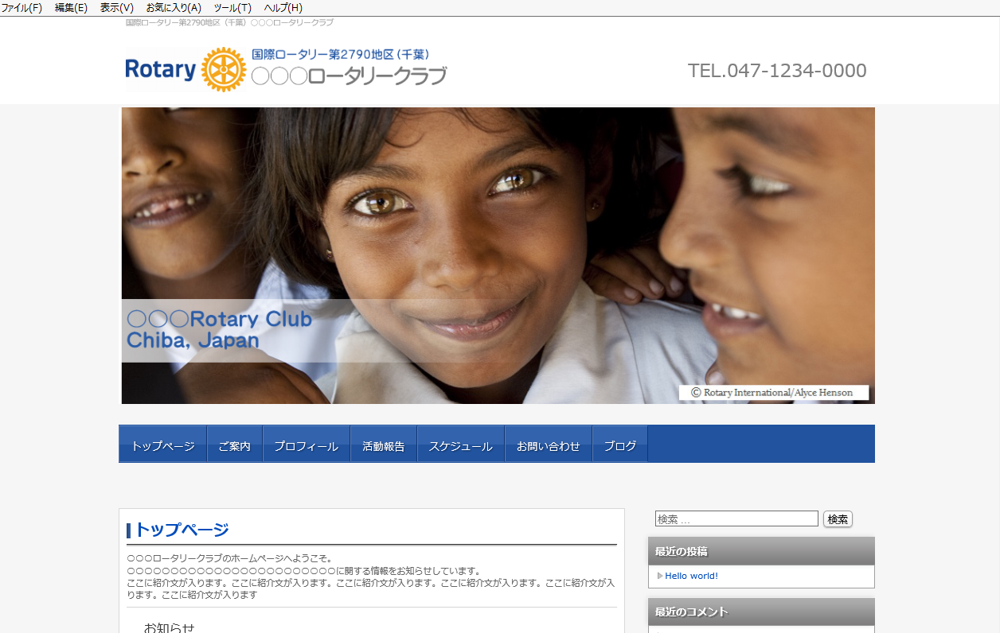 ファイル(F) 編集(E) 表示(V) お気に入り(A) ツール(T) ヘルプ(H)
国際ロータリー第2790地区（千葉）○○○ロータリークラブ
Rotary
国際ロータリー第2790地区（千葉）
○○○ロータリークラブ
TEL.047-1234-0000
○○○Rotary Club
Chiba, Japan
© Rotary International/Alyce Henson
トップページ ご案内 プロフィール 活動報告 スケジュール お問い合わせ ブログ
トップページ
○○○ロータリークラブのホームページへようこそ。
○○○○○○○○○○○○○○○○○○○○○○○○に関する情報をお知らせしています。
ここに紹介文が入ります。ここに紹介文が入ります。ここに紹介文が入ります。ここに紹介文が入ります。ここに紹介文が入
ります。ここに紹介文が入ります
お知らせ
検索 ... 検索
最近の投稿
Hello world!
最近のコメント